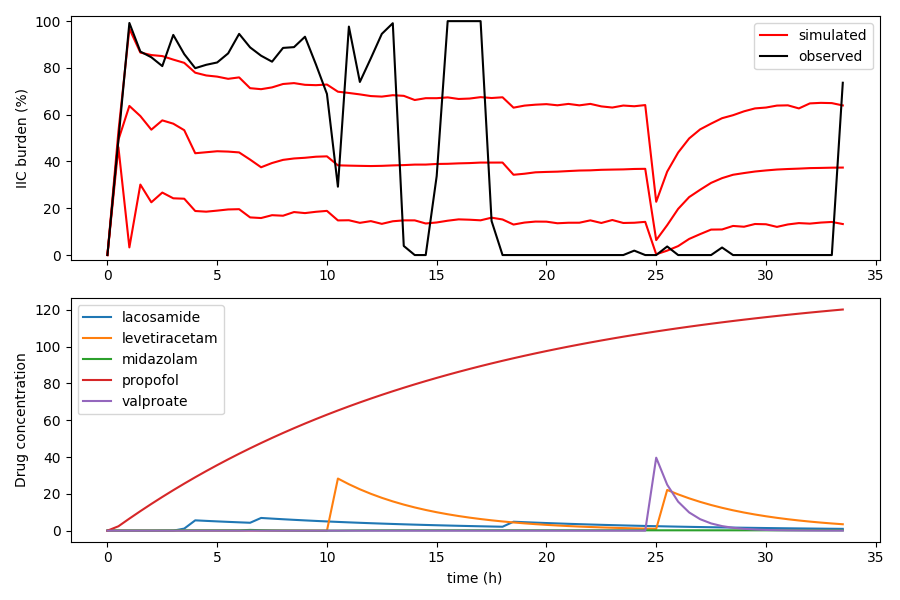 100
80
60
40
20
0
IIC burden (%)
simulated
observed
0 5 10 15 20 25 30 35
120
100
80
60
40
20
0
Drug concentration
lacosamide
levetiracetam
midazolam
propofol
valproate
0 5 10 15 20 25 30 35
time (h)